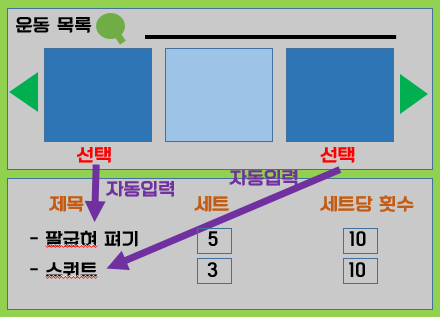 운동 목록
선택 선택
자동입력 자동입력
제목 세트 세트당 횟수
- 팔굽혀 펴기 5 10
- 스쿼트 3 10